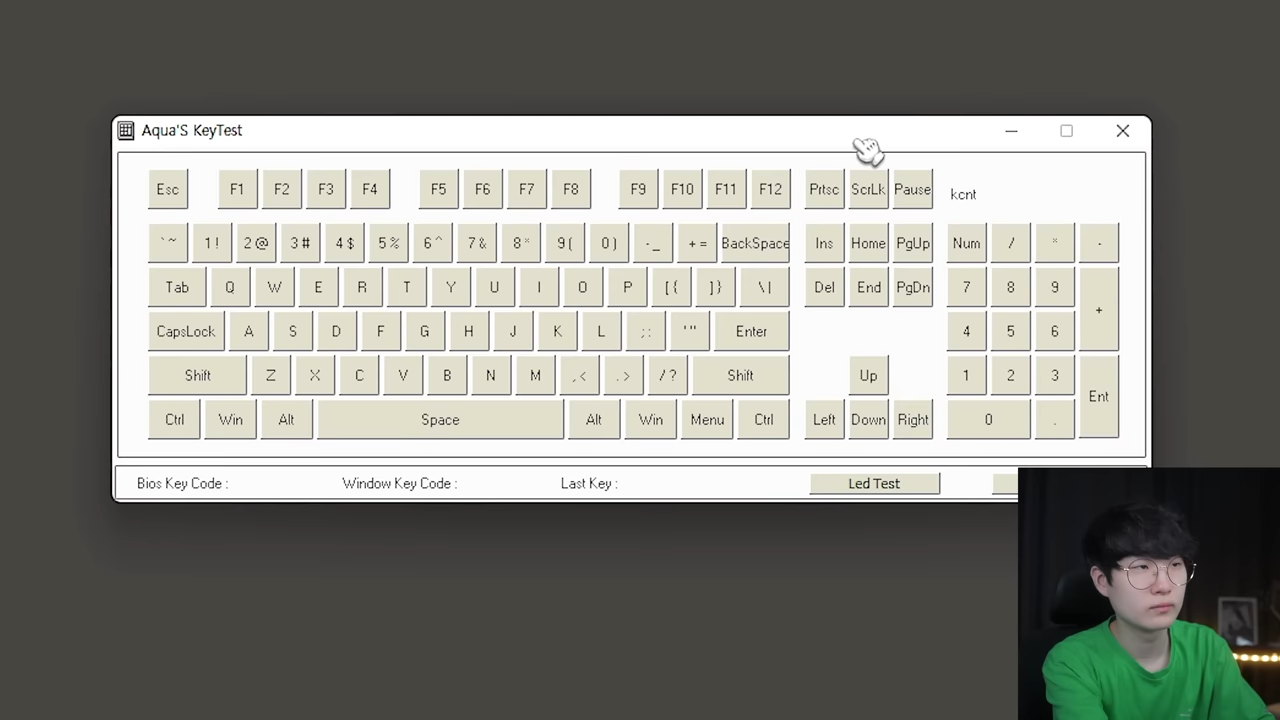 Aqua'S KeyTest
Esc F1 F2 F3 F4 F5 F6 F7 F8 F9 F10 F11 F12 Prtsc ScrLk Pause kcnt
` ~ 1 ! 2 @ 3 # 4 $ 5 % 6 ^ 7 & 8 * 9 ( 0 ) - _ + = BackSpace Ins Home PgUp Num / * -
Tab Q W E R T Y U I O P [ { ] } \ | Del End PgDn 7 8 9 +
CapsLock A S D F G H J K L ; : ' " Enter 4 5 6
Shift Z X C V B N M , < . > / ? Shift Up 1 2 3 Ent
Ctrl Win Alt Space Alt Win Menu Ctrl Left Down Right 0 .
Bios Key Code : Window Key Code : Last Key : Led Test